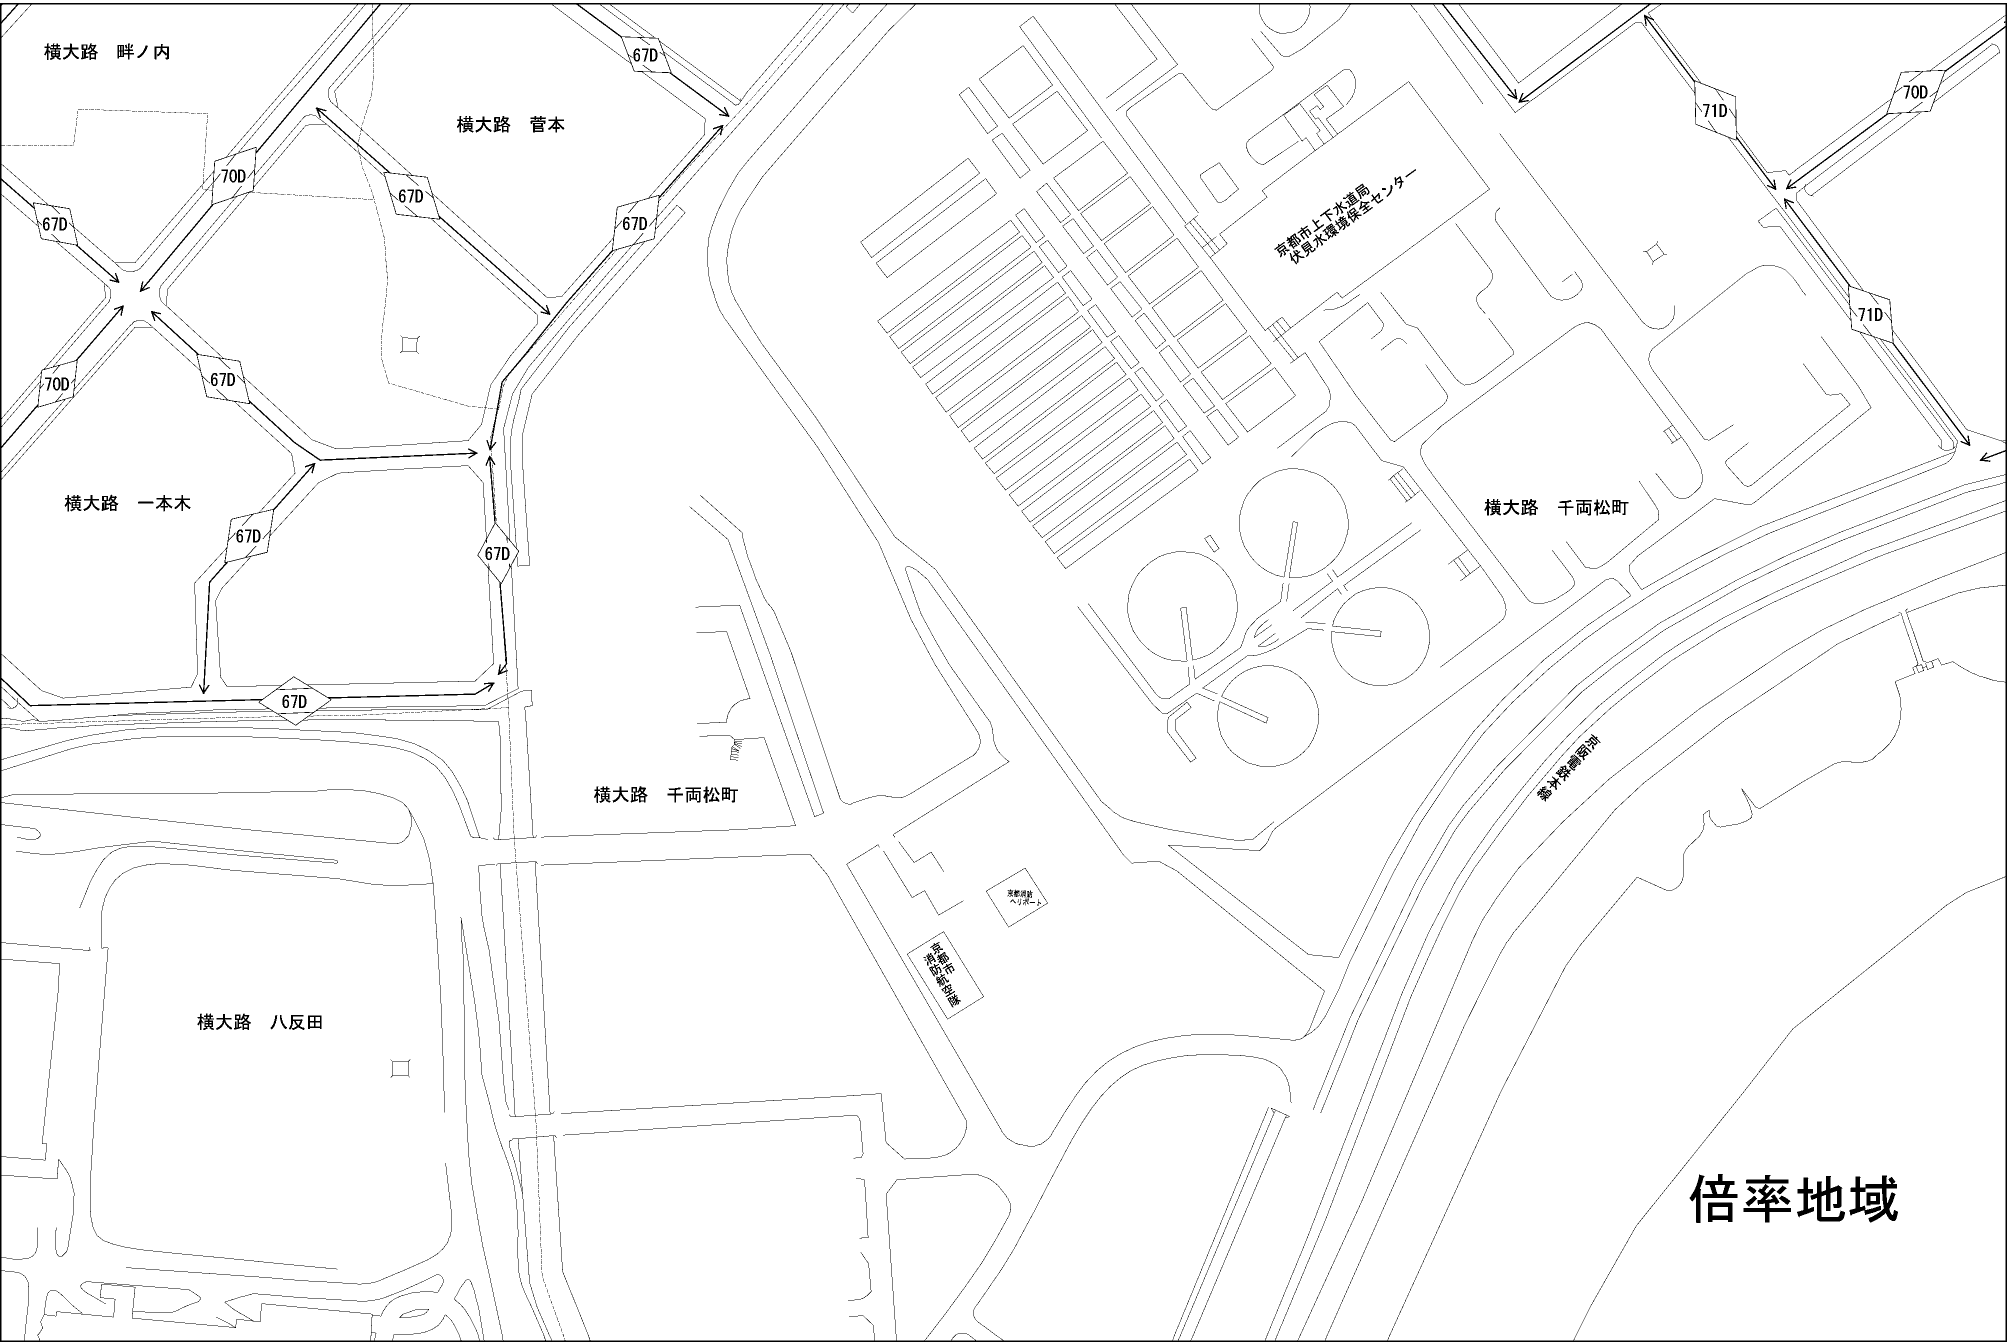 横大路　畔ノ内
67D
71D
70D
横大路　菅本
70D
67D
67D
67D
京都市上下水道局
伏見水環境保全センター
71D
70D
67D
横大路　一本木
67D
67D
横大路　千両松町
67D
京阪電鉄本線
横大路　千両松町
京都消防
ヘリポート
京都市
消防航空隊
横大路　八反田
倍率地域